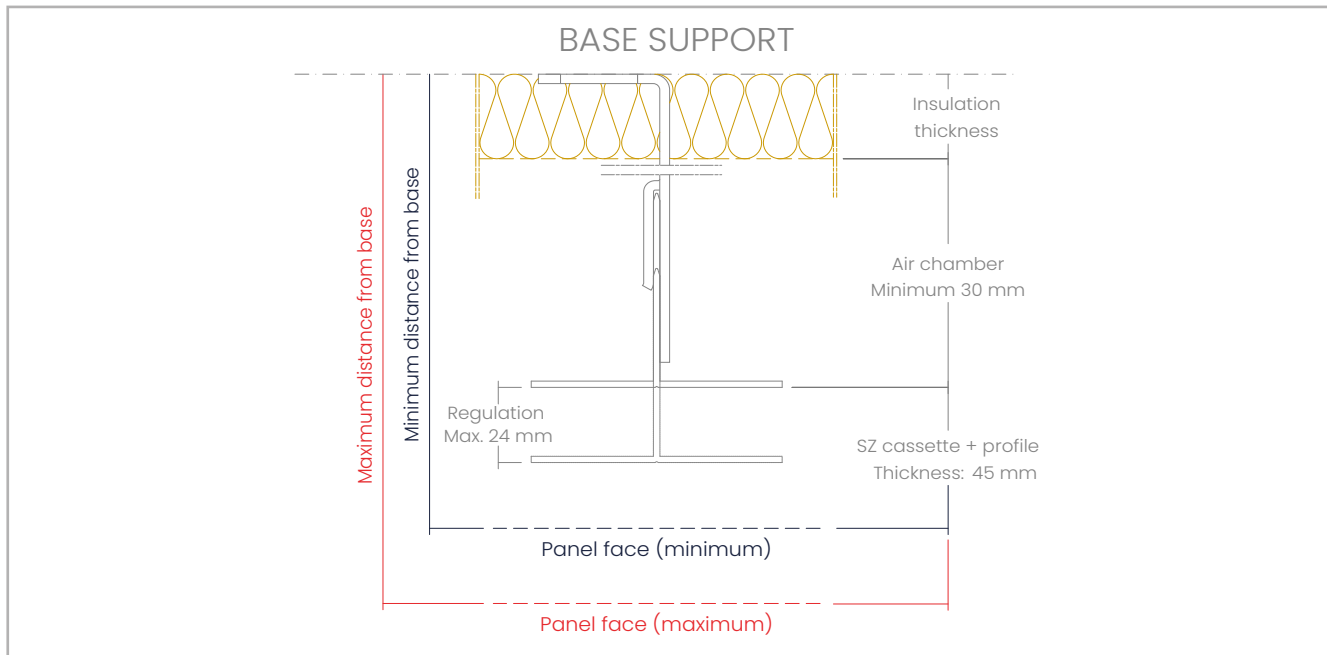 BASE SUPPORT
Insulation
thickness
Maximum distance from base
Minimum distance from base
Air chamber
Minimum 30 mm
Regulation
Max. 24 mm
SZ cassette + profile
Thickness: 45 mm
Panel face (minimum)
Panel face (maximum)